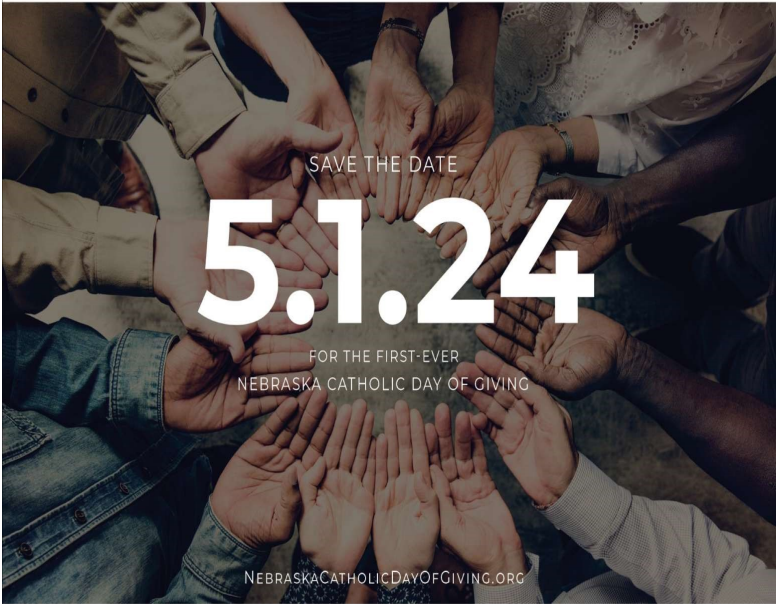 SAVE THE DATE
5.1.24
FOR THE FIRST-EVER
NEBRASKA CATHOLIC DAY OF GIVING
NEBRASKACATHOLICDAYOFGIVING.ORG